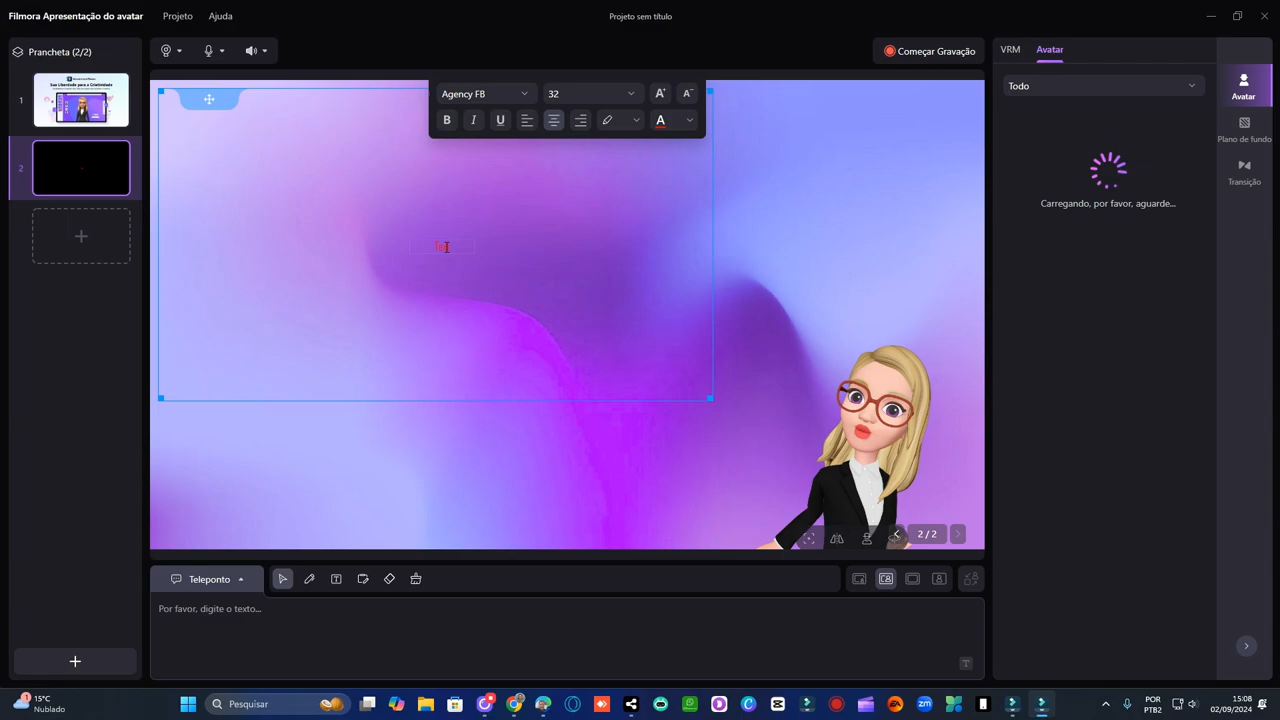 Filmora Apresentação do avatar
Projeto
Ajuda
Projeto sem título
Prancheta (2/2)
Começar Gravação
VRM
Avatar
Agency FB
32
B
I
U
A
Todo
Carregando, por favor, aguarde...
Avatar
Plano de fundo
Transição
1
2
2 / 2
Teleponto
Por favor, digite o texto...
15°C
Nublado
Pesquisar
POR
PTB2
15:08
02/09/2024